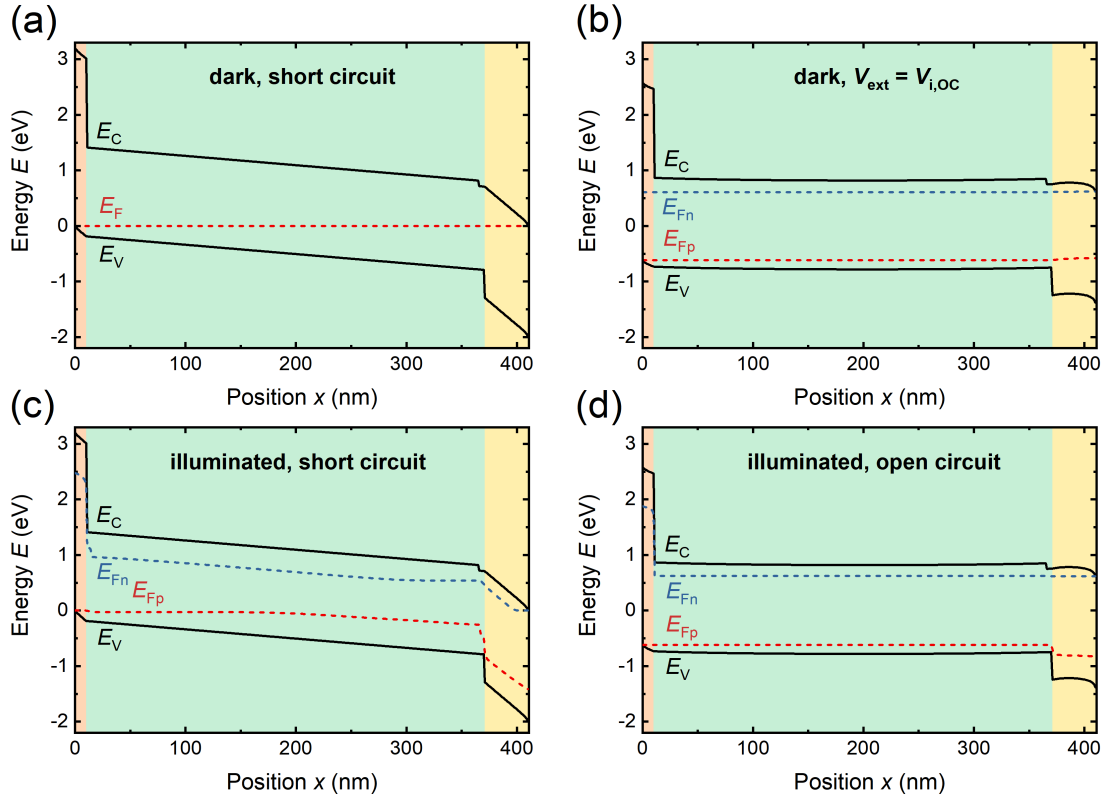 (a)
dark, short circuit
Energy E (eV)
3
2
1
0
-1
-2
E_C
E_F
E_V
0 100 200 300 400
Position x (nm)
(b)
dark, V_ext = V_i,OC
Energy E (eV)
3
2
1
0
-1
-2
E_C
E_Fn
E_Fp
E_V
0 100 200 300 400
Position x (nm)
(c)
illuminated, short circuit
Energy E (eV)
3
2
1
0
-1
-2
E_C
E_Fn
E_Fp
E_V
0 100 200 300 400
Position x (nm)
(d)
illuminated, open circuit
Energy E (eV)
3
2
1
0
-1
-2
E_C
E_Fn
E_Fp
E_V
0 100 200 300 400
Position x (nm)